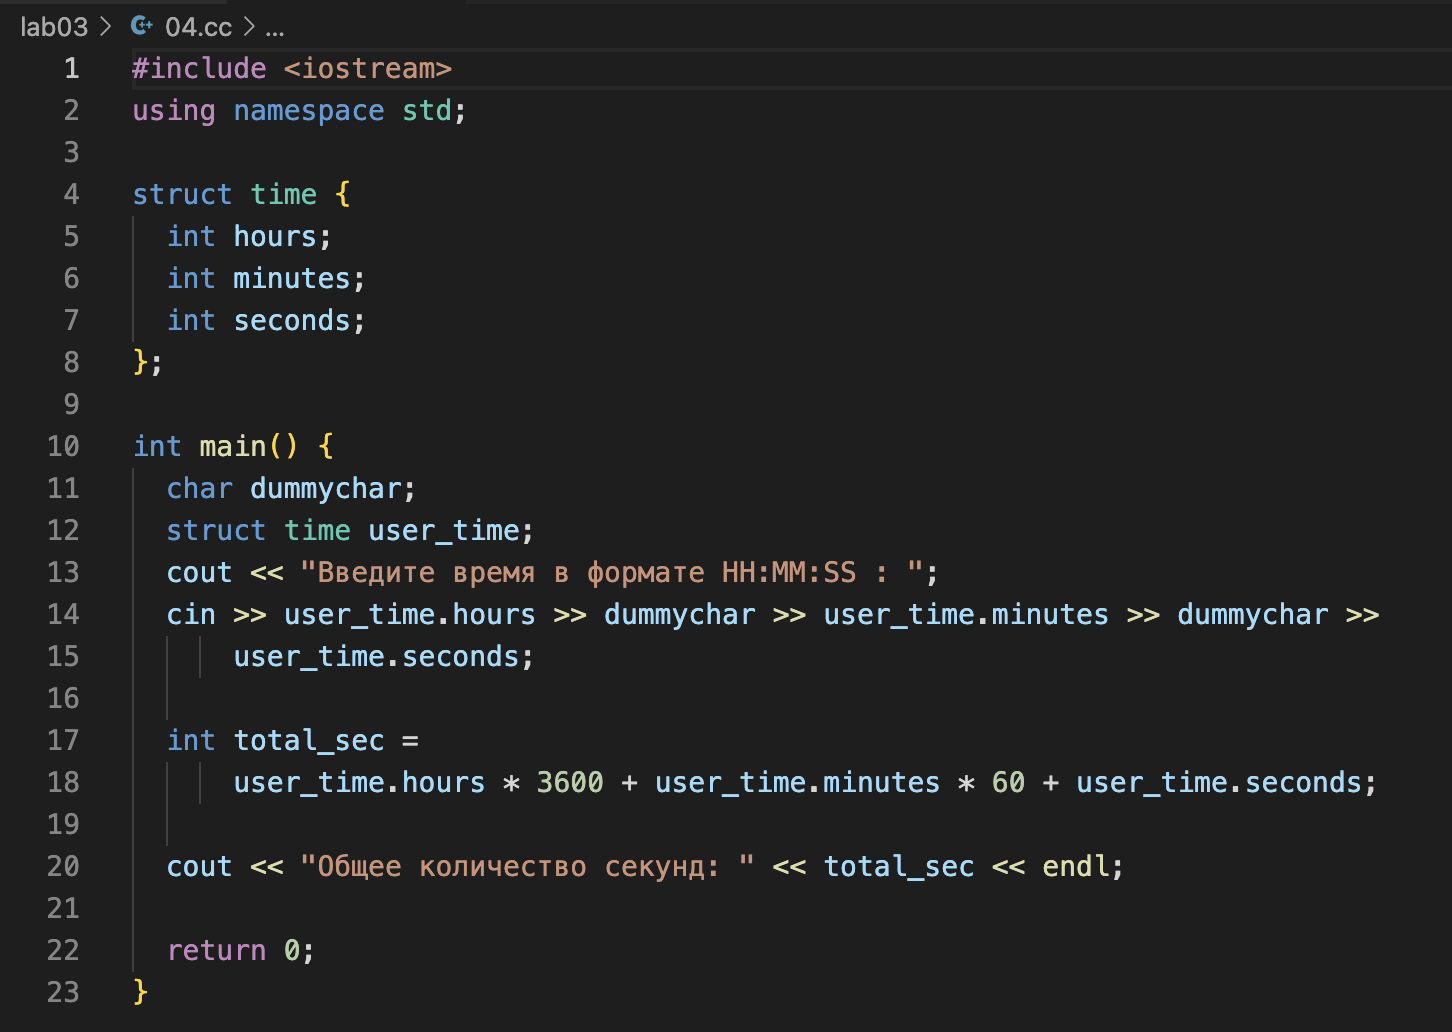 lab03 > 04.cc > ...
1 #include <iostream>
2 using namespace std;
3
4 struct time {
5   int hours;
6   int minutes;
7   int seconds;
8 };
9
10 int main() {
11   char dummychar;
12   struct time user_time;
13   cout << "Введите время в формате HH:MM:SS : ";
14   cin >> user_time.hours >> dummychar >> user_time.minutes >> dummychar >>
15       user_time.seconds;
16
17   int total_sec =
18       user_time.hours * 3600 + user_time.minutes * 60 + user_time.seconds;
19
20   cout << "Общее количество секунд: " << total_sec << endl;
21
22   return 0;
23 }